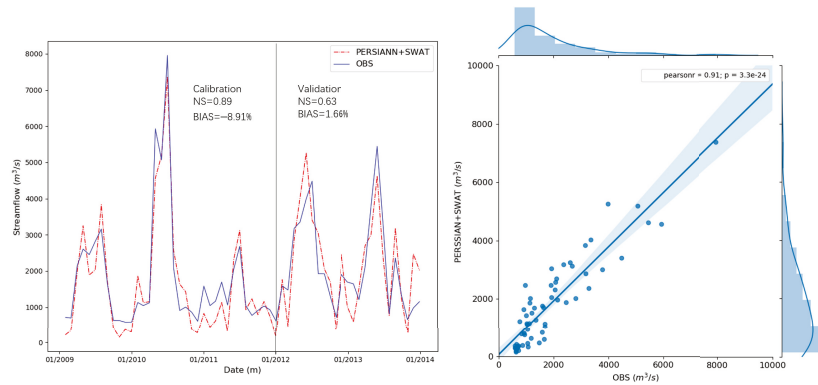 PERSIANN+SWAT
OBS
Calibration
NS=0.89
BIAS=−8.91%
Validatior
NS=0.63
BIAS=1.66%
8000
7000
6000
5000
4000
3000
2000
1000
0
Streamflow (m³/s)
01/2009
01/2010
01/2011
01/2012
01/2013
01/2014
Date (m)
pearsonr = 0.91; p = 3.3e-24
10000
8000
6000
4000
2000
0
PERSSIAN+SWAT (m³/s)
0
2000
4000
6000
8000
10000
OBS (m³/s)